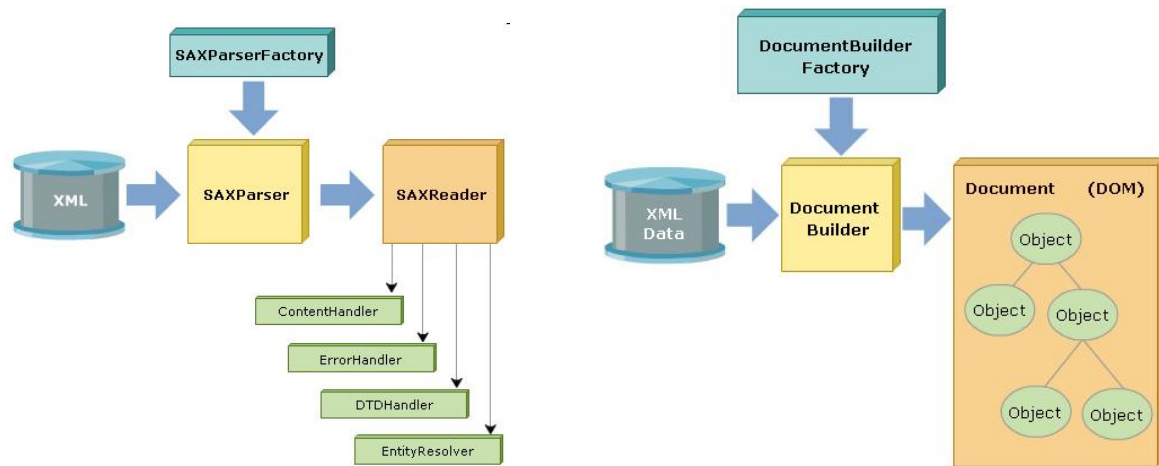 SAXParserFactory
XML
SAXParser
SAXReader
ContentHandler
ErrorHandler
DTDHandler
EntityResolver
DocumentBuilder
Factory
XML
Data
Document
Builder
Document (DOM)
Object
Object
Object
Object
Object